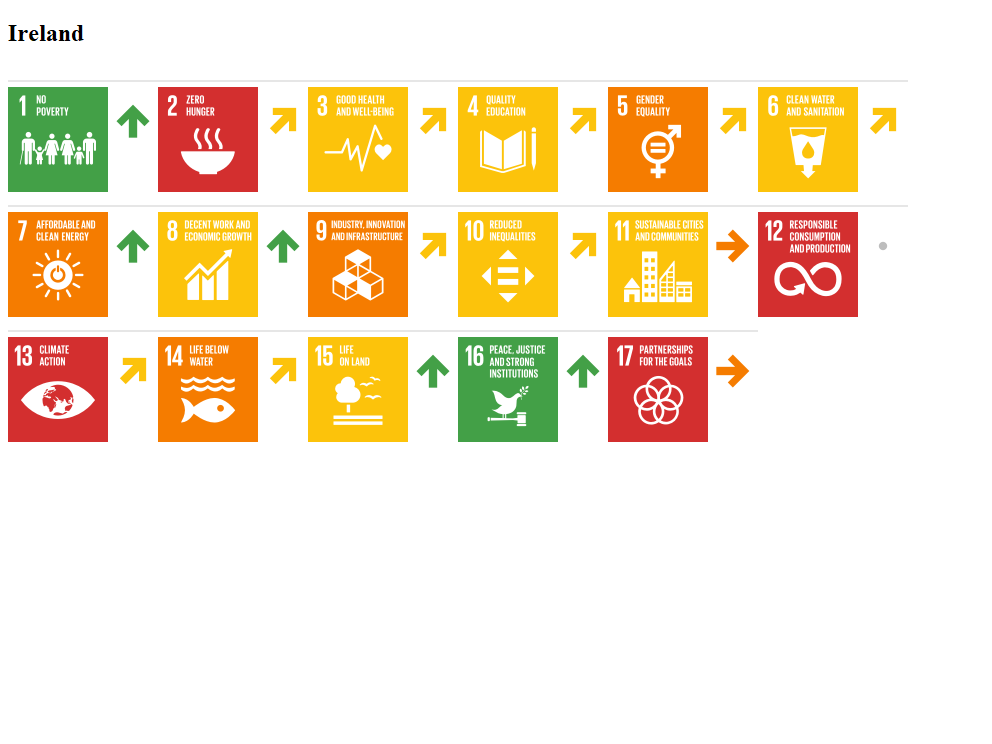 Ireland
1 NO
POVERTY
2 ZERO
HUNGER
3 GOOD HEALTH
AND WELL-BEING
4 QUALITY
EDUCATION
5 GENDER
EQUALITY
6 CLEAN WATER
AND SANITATION
7 AFFORDABLE AND
CLEAN ENERGY
8 DECENT WORK AND
ECONOMIC GROWTH
9 INDUSTRY, INNOVATION
AND INFRASTRUCTURE
10 REDUCED
INEQUALITIES
11 SUSTAINABLE CITIES
AND COMMUNITIES
12 RESPONSIBLE
CONSUMPTION
AND PRODUCTION
13 CLIMATE
ACTION
14 LIFE BELOW
WATER
15 LIFE
ON LAND
16 PEACE, JUSTICE
AND STRONG
INSTITUTIONS
17 PARTNERSHIPS
FOR THE GOALS